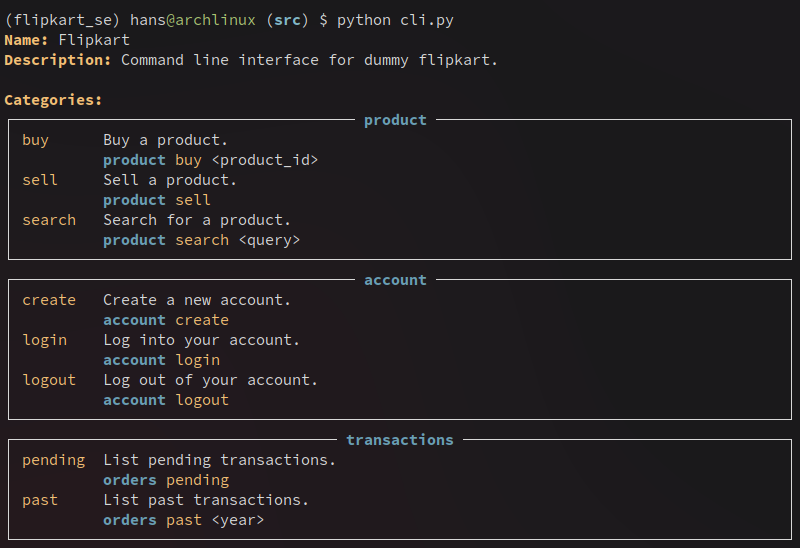 (flipkart_se) hans@archlinux (src) $ python cli.py
Name: Flipkart
Description: Command line interface for dummy flipkart.
Categories:
product
buy Buy a product.
product buy <product_id>
sell Sell a product.
product sell
search Search for a product.
product search <query>
account
create Create a new account.
account create
login Log into your account.
account login
logout Log out of your account.
account logout
transactions
pending List pending transactions.
orders pending
past List past transactions.
orders past <year>